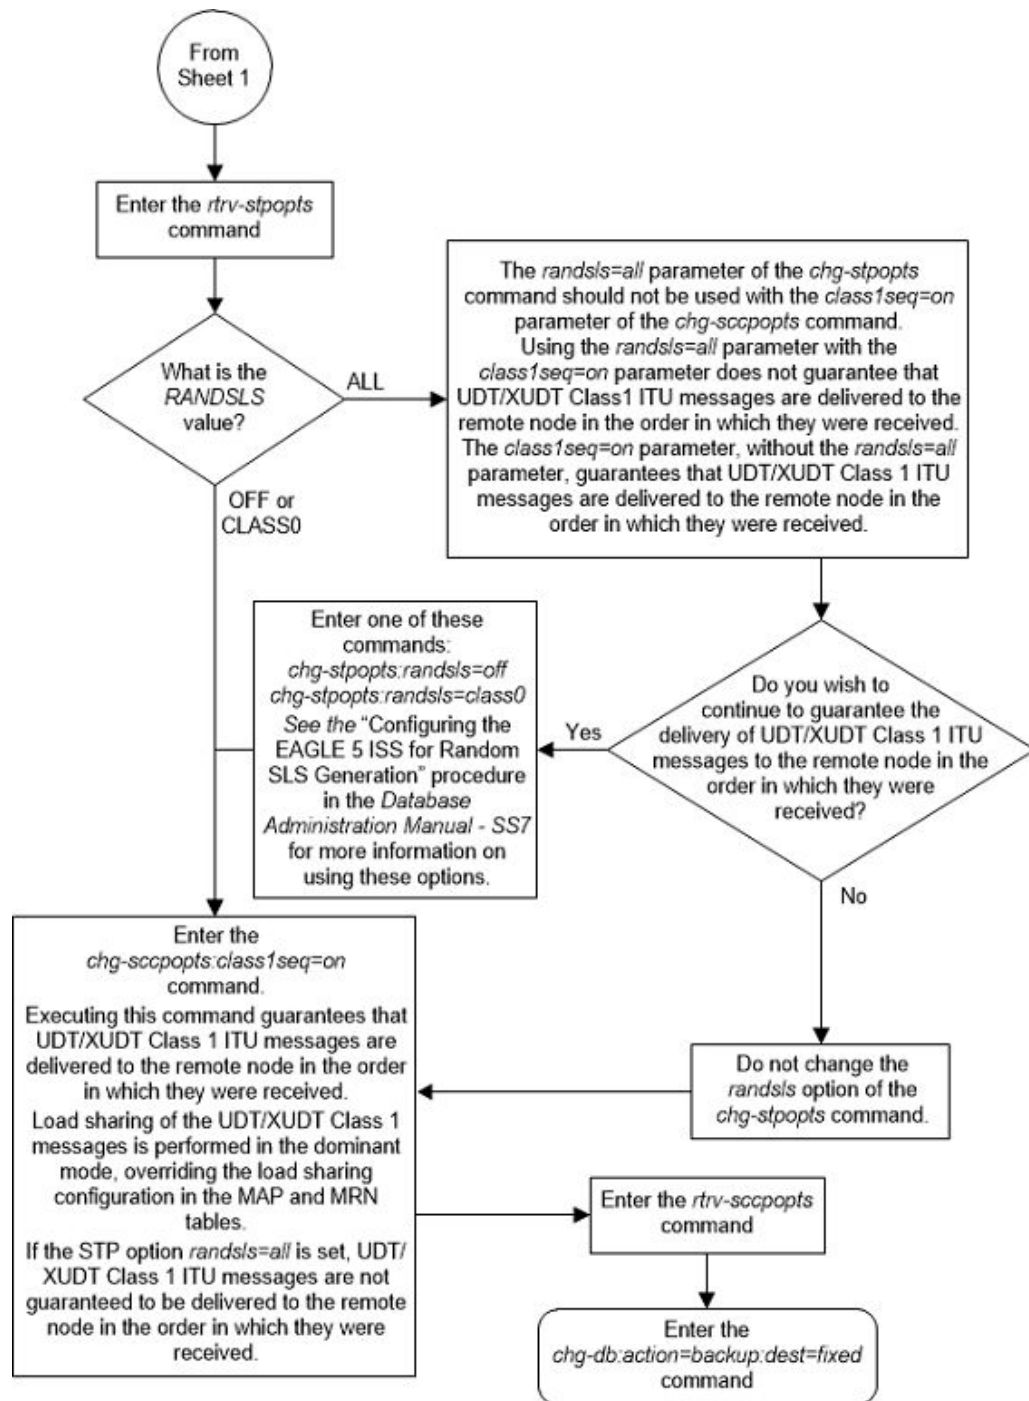 From
Sheet 1
Enter the rtrv-stpopts
command
What is the
RANDSLS
value?
ALL
OFF or
CLASS0
The randsls=all parameter of the chg-stpopts
command should not be used with the class1seq=on
parameter of the chg-sccpopts command.
Using the randsls=all parameter with the
class1seq=on parameter does not guarantee that
UDT/XUDT Class1 ITU messages are delivered to the
remote node in the order in which they were received.
The class1seq=on parameter, without the randsls=all
parameter, guarantees that UDT/XUDT Class 1 ITU
messages are delivered to the remote node in the
order in which they were received.
Do you wish to
continue to guarantee the
delivery of UDT/XUDT Class 1 ITU
messages to the remote node in the
order in which they were
received?
Yes
No
Enter one of these
commands:
chg-stpopts:randsls=off
chg-stpopts:randsls=class0
See the “Configuring the
EAGLE 5 ISS for Random
SLS Generation” procedure
in the Database
Administration Manual - SS7
for more information on
using these options.
Do not change the
randsls option of the
chg-stpopts command.
Enter the
chg-sccpopts:class1seq=on
command.
Executing this command guarantees that
UDT/XUDT Class 1 ITU messages are
delivered to the remote node in the order
in which they were received.
Load sharing of the UDT/XUDT Class 1
messages is performed in the dominant
mode, overriding the load sharing
configuration in the MAP and MRN
tables.
If the STP option randsls=all is set, UDT/
XUDT Class 1 ITU messages are not
guaranteed to be delivered to the remote
node in the order in which they were
received.
Enter the rtrv-sccpopts
command
Enter the
chg-db:action=backup:dest=fixed
command